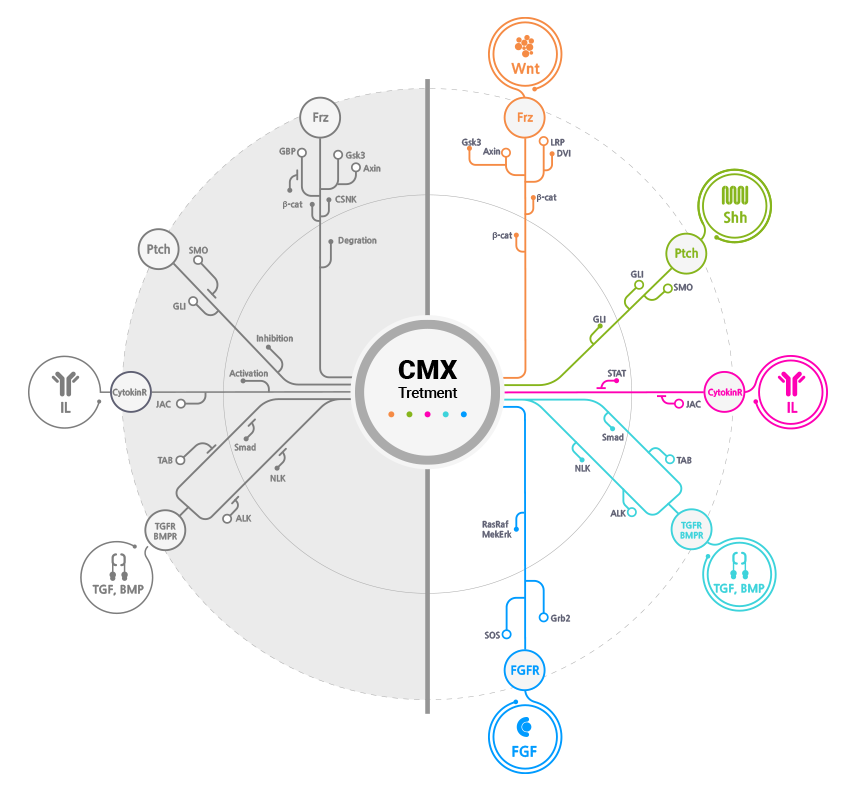 Wnt
Frz
Frz
GBP
Gsk3
Axin
β-cat
CSNK
Degration
Gsk3
Axin
LRP
DVI
β-cat
β-cat
Shh
Ptch
Ptch
SMO
GLI
GLI
SMO
GLI
Inhibition
Activation
CMX
Tretment
STAT
IL
CytokinR
JAC
JAC
CytokinR
IL
TAB
Smad
NLK
ALK
TGFR
BMPR
TGF, BMP
Smad
NLK
TAB
ALK
TGFR
BMPR
TGF, BMP
RasRaf
MekErk
SOS
Grb2
FGFR
FGF